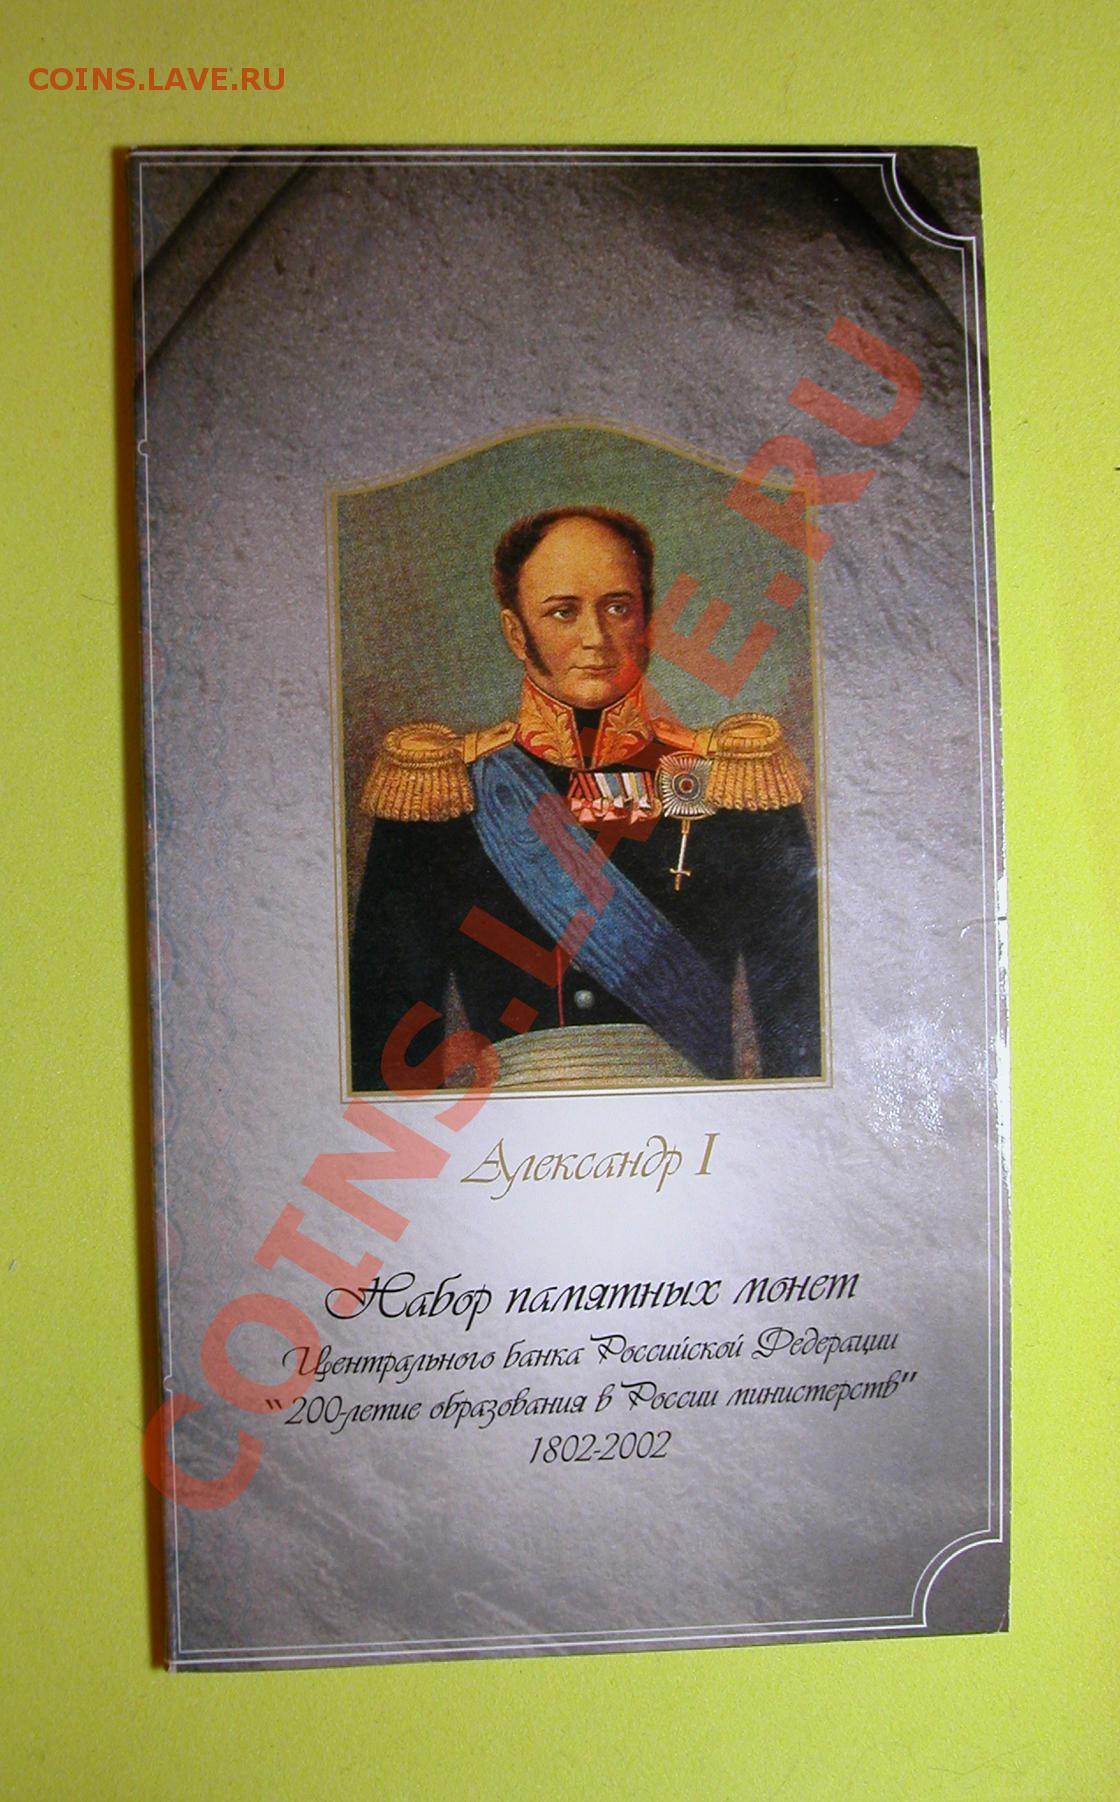 COINS.LAVE.RU
COINS.LAVE.RU
Александр I
Набор памятных монет
Центрального банка Российской Федерации
"200-летие образования в России министерств"
1802-2002